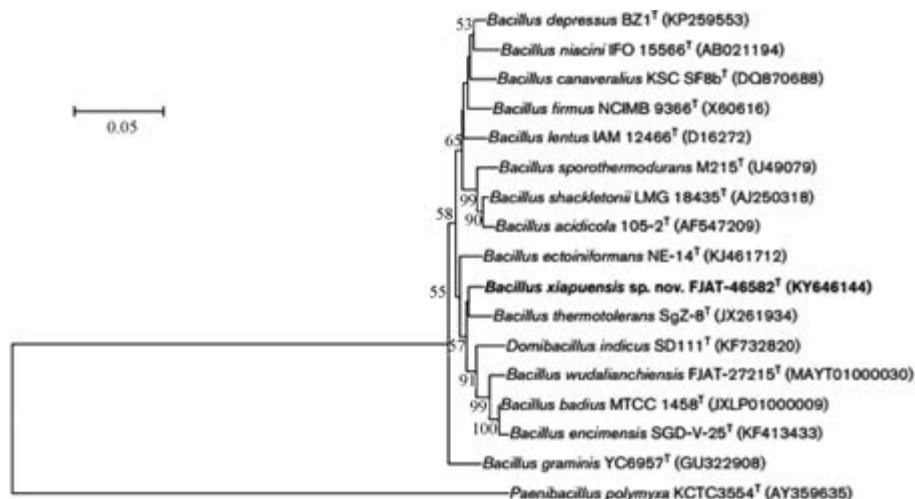 53
Bacillus depressus BZ1ᵀ (KP259553)
Bacillus niacini IFO 15566ᵀ (AB021194)
Bacillus canaveralius KSC SF8bᵀ (DQ870688)
0.05
Bacillus firmus NCIMB 9366ᵀ (X60616)
65
Bacillus lentus IAM 12466ᵀ (D16272)
Bacillus sporothermodurans M215ᵀ (U49079)
99
Bacillus shackletonii LMG 18435ᵀ (AJ250318)
58
90
Bacillus acidicola 105-2ᵀ (AF547209)
Bacillus ectoiniformans NE-14ᵀ (KJ461712)
55
Bacillus xiapuensis sp. nov. FJAT-46582ᵀ (KY646144)
Bacillus thermotolerans SgZ-8ᵀ (JX261934)
57
Domibacillus indicus SD111ᵀ (KF732820)
91
Bacillus wudalianchiensis FJAT-27215ᵀ (MAYT01000030)
99
Bacillus badius MTCC 1458ᵀ (JXLP01000009)
100
Bacillus encimensis SGD-V-25ᵀ (KF413433)
Bacillus graminis YC6957ᵀ (GU322908)
Paenibacillus polymyxa KCTC3554ᵀ (AY359635)